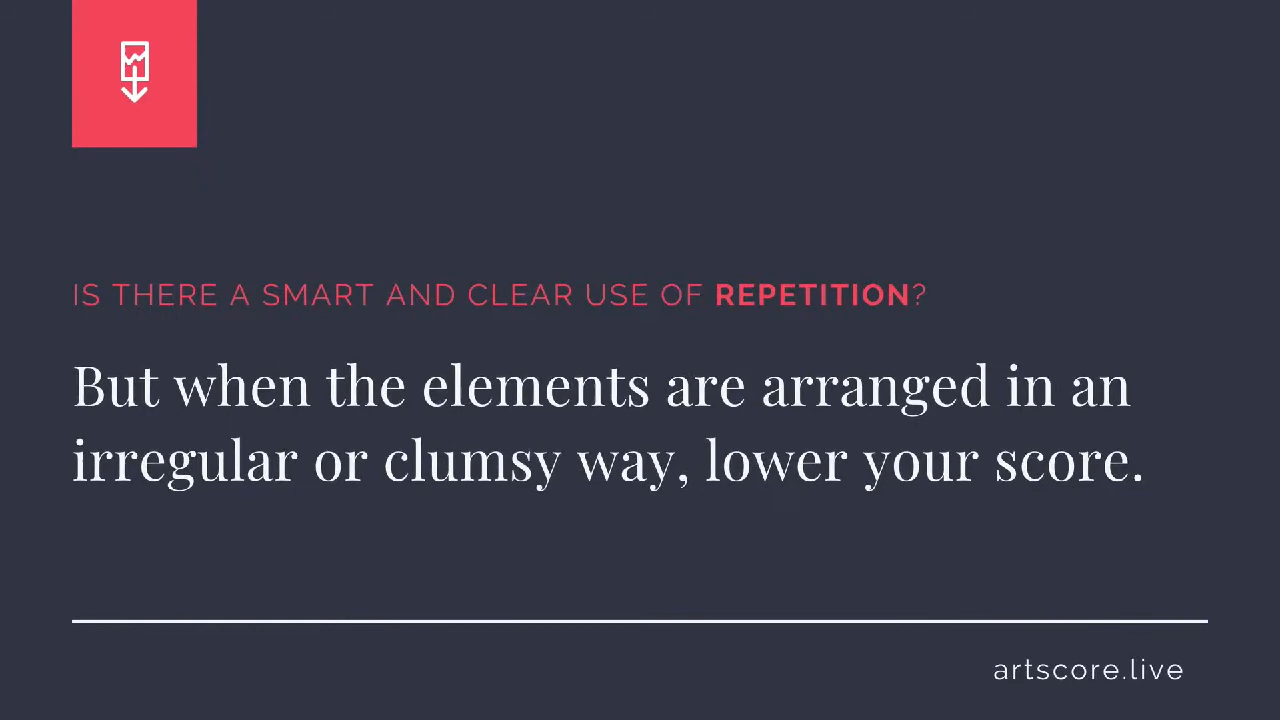 IS THERE A SMART AND CLEAR USE OF REPETITION?
But when the elements are arranged in an
irregular or clumsy way, lower your score.
artscore.live